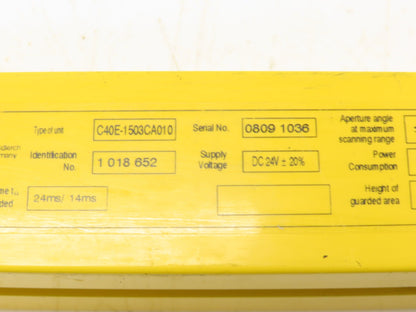 Type of unit C40E-1503CA010 Serial No. 0809 1036 Aperture angle
at maximum
scanning range
Identification
No. 1 018 652 Supply
Voltage DC 24V ± 20% Power
Consumption
24ms/ 14ms Height of
guarded area